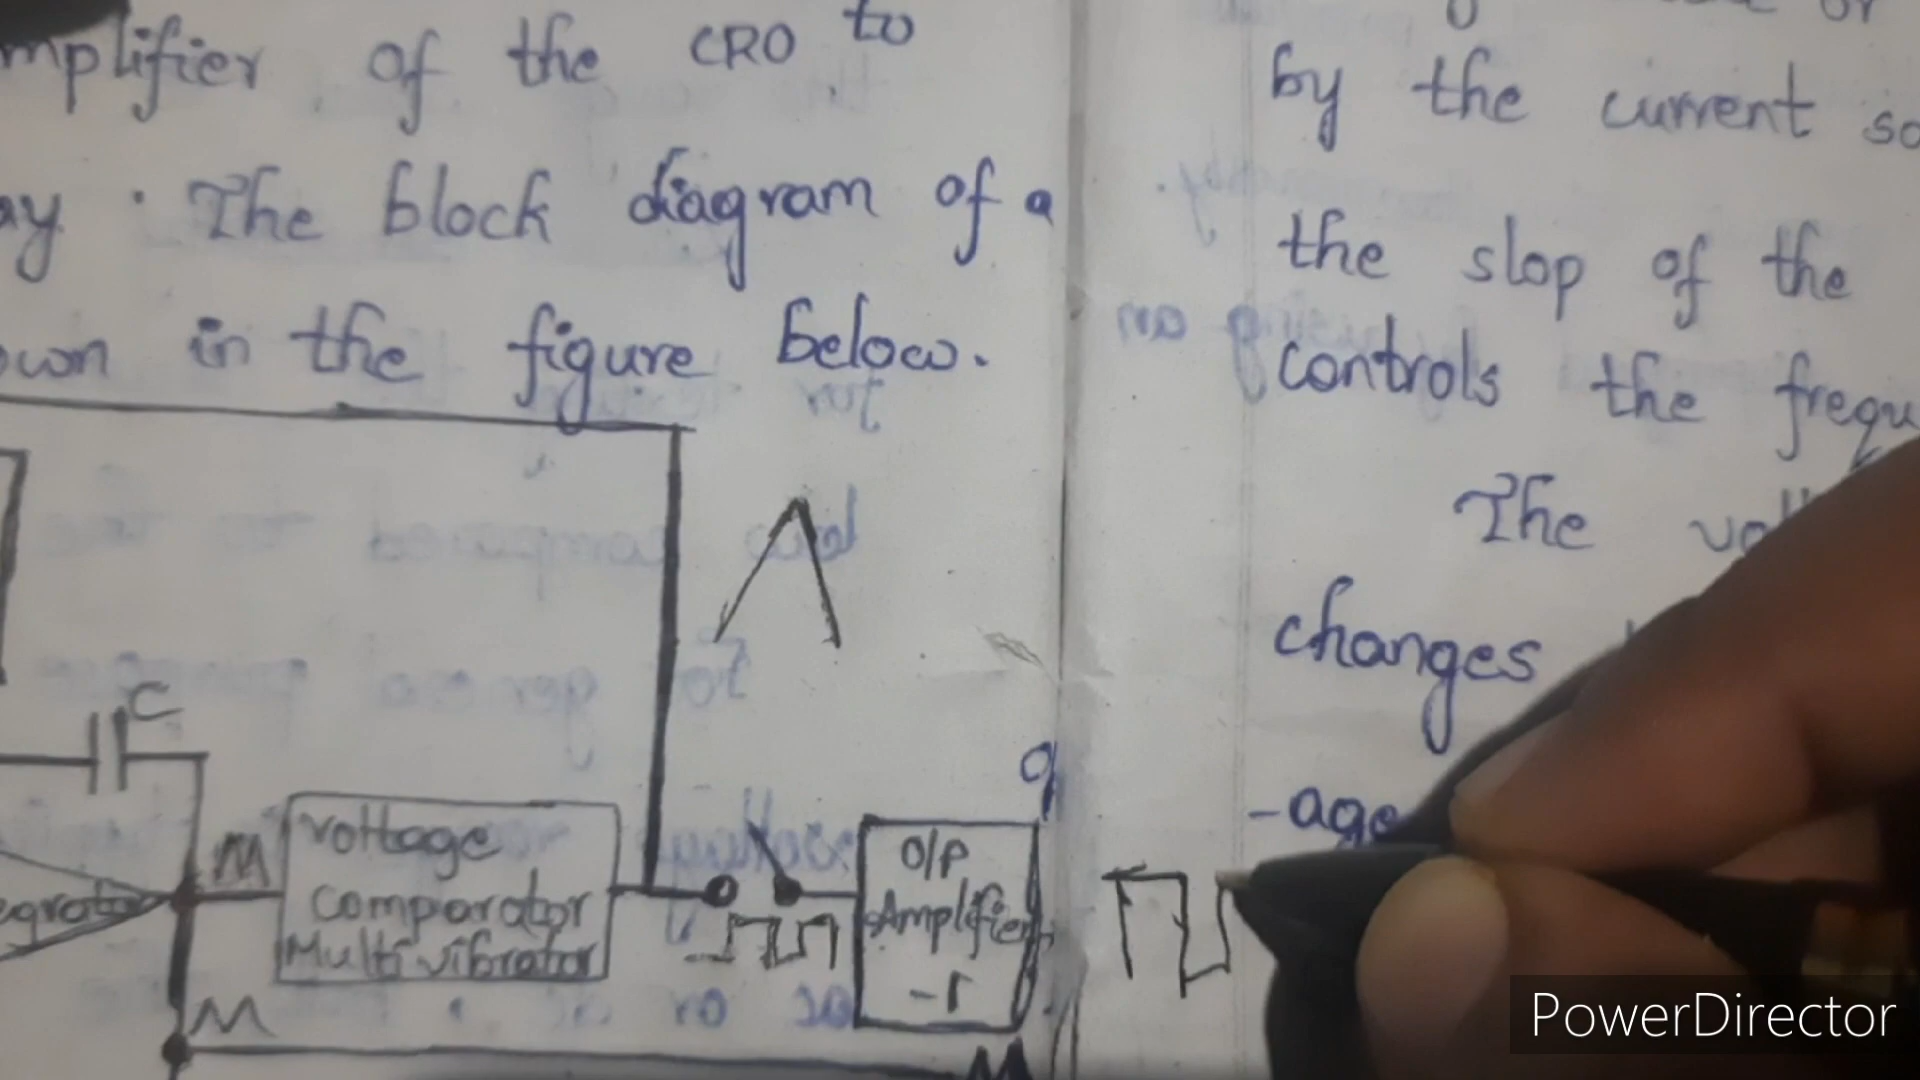 mplifier of the CRO to
ay. The block diagram of a
own in the figure below.
C
voltage
comparator
Multivibrator
egrator
O/P
Amplifier
-1
by the current so
the slop of the
controls the frequ
The
changes
-age
PowerDirector